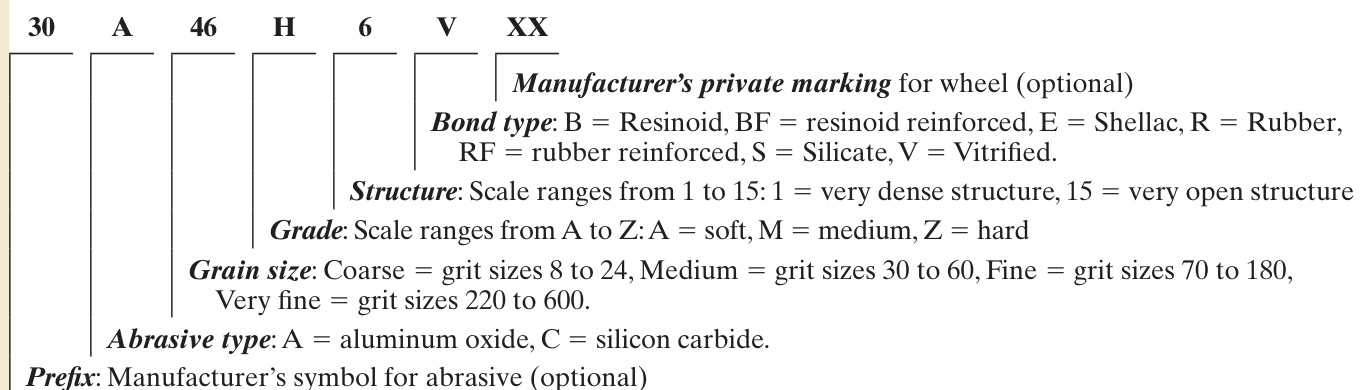 30 A 46 H 6 V XX
Manufacturer's private marking for wheel (optional)
Bond type: B = Resinoid, BF = resinoid reinforced, E = Shellac, R = Rubber,
RF = rubber reinforced, S = Silicate, V = Vitrified.
Structure: Scale ranges from 1 to 15: 1 = very dense structure, 15 = very open structure
Grade: Scale ranges from A to Z: A = soft, M = medium, Z = hard
Grain size: Coarse = grit sizes 8 to 24, Medium = grit sizes 30 to 60, Fine = grit sizes 70 to 180,
Very fine = grit sizes 220 to 600.
Abrasive type: A = aluminum oxide, C = silicon carbide.
Prefix: Manufacturer's symbol for abrasive (optional)